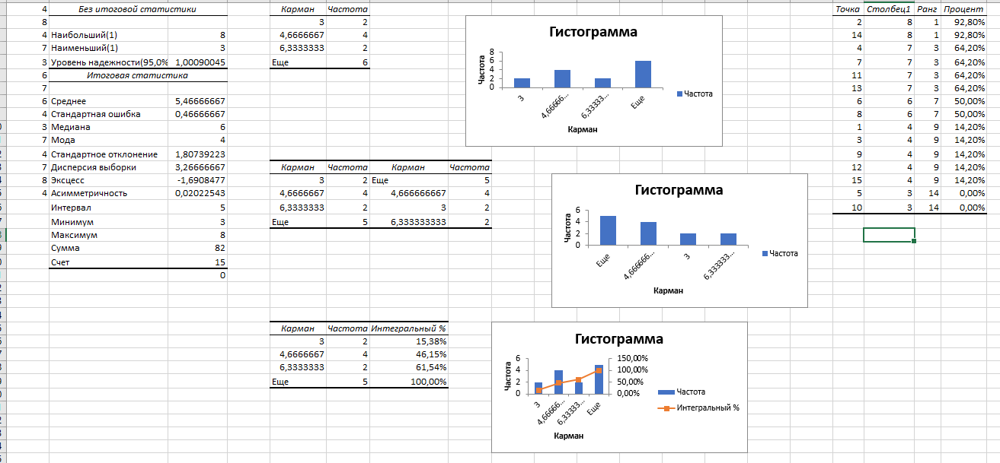 4 Без итоговой статистики Карман Частота Точка Столбец1 Ранг Процент
8 3 2 2 8 1 92,80%
4 Наибольший(1) 8 4,6666667 4 14 8 1 92,80%
7 Наименьший(1) 3 6,3333333 2 4 7 3 64,20%
3 Уровень надежности(95,0% 1,00090045 Еще 6 7 7 3 64,20%
6 Итоговая статистика 11 7 3 64,20%
7 13 7 3 64,20%
6 Среднее 5,46666667 6 6 7 50,00%
4 Стандартная ошибка 0,46666667 8 6 7 50,00%
3 Медиана 6 1 4 9 14,20%
7 Мода 4 3 4 9 14,20%
4 Стандартное отклонение 1,80739223 9 4 9 14,20%
7 Дисперсия выборки 3,26666667 Карман Частота Карман Частота 12 4 9 14,20%
8 Эксцесс -1,6908477 3 2 Еще 5 15 4 9 14,20%
4 Асимметричность 0,02022543 4,6666667 4 4,666666667 4 5 3 14 0,00%
Интервал 5 6,3333333 2 3 2 10 3 14 0,00%
Минимум 3 Еще 5 6,333333333 2
Максимум 8
Сумма 82
Счет 15
0
Карман Частота Интегральный %
3 2 15,38%
4,6666667 4 46,15%
6,3333333 2 61,54%
Еще 5 100,00%
Гистограмма
Частота
8
6
4
2
0
3 4,66666... 6,33333... Еще
Карман
Частота
Гистограмма
Частота
6
4
2
0
Еще 4,666666... 3 6,333333...
Карман
Частота
Гистограмма
Частота
6 150,00%
4 100,00%
2 50,00%
0 0,00%
3 4,66666... 6,33333... Еще
Карман
Частота
Интегральный %